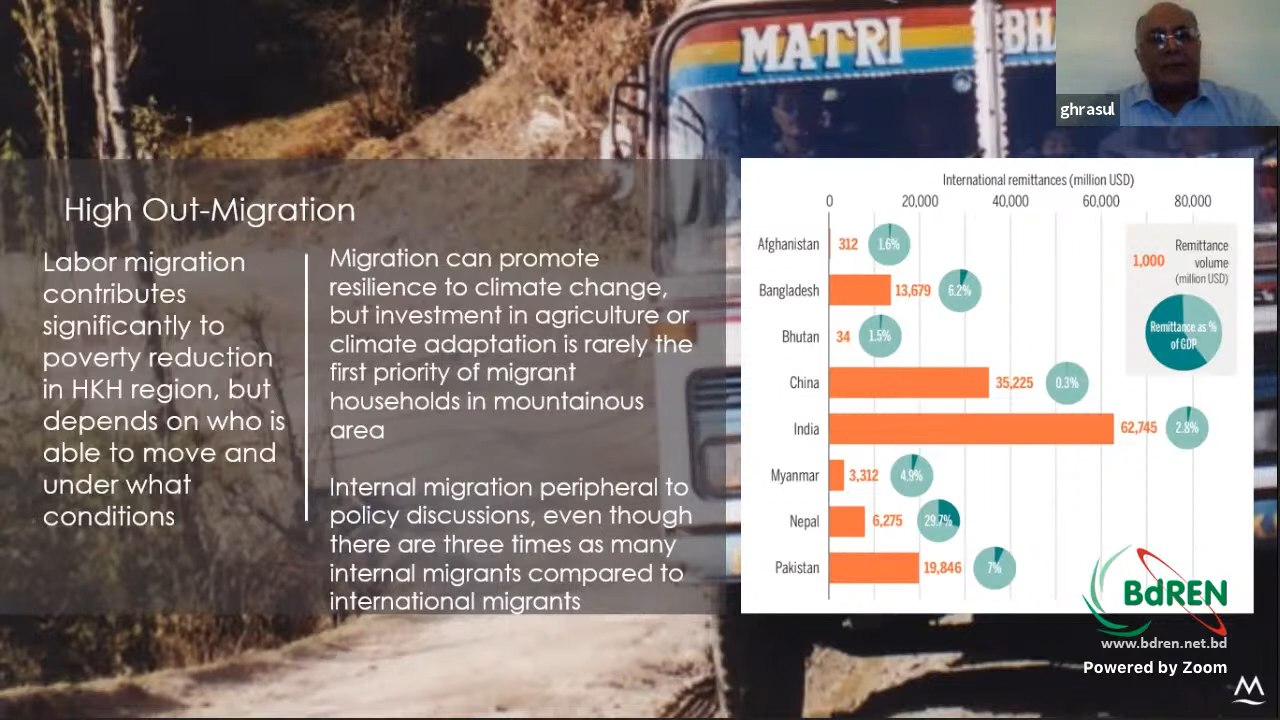 MATRI
BHA
ghrasul
High Out-Migration
Labor migration
contributes
significantly to
poverty reduction
in HKH region, but
depends on who is
able to move and
under what
conditions
Migration can promote
resilience to climate change,
but investment in agriculture or
climate adaptation is rarely the
first priority of migrant
households in mountainous
area
Internal migration peripheral to
policy discussions, even though
there are three times as many
internal migrants compared to
international migrants
International remittances (million USD)
0 20,000 40,000 60,000 80,000
Afghanistan 312 1.6%
Bangladesh 13,679 6.2%
Bhutan 34 1.5%
China 35,225 0.3%
India 62,745 2.8%
Myanmar 3,312 4.9%
Nepal 6,275 29.7%
Pakistan 19,846 7%
1,000 Remittance
volume
(million USD)
Remittance as %
of GDP
BdREN
www.bdren.net.bd
Powered by Zoom